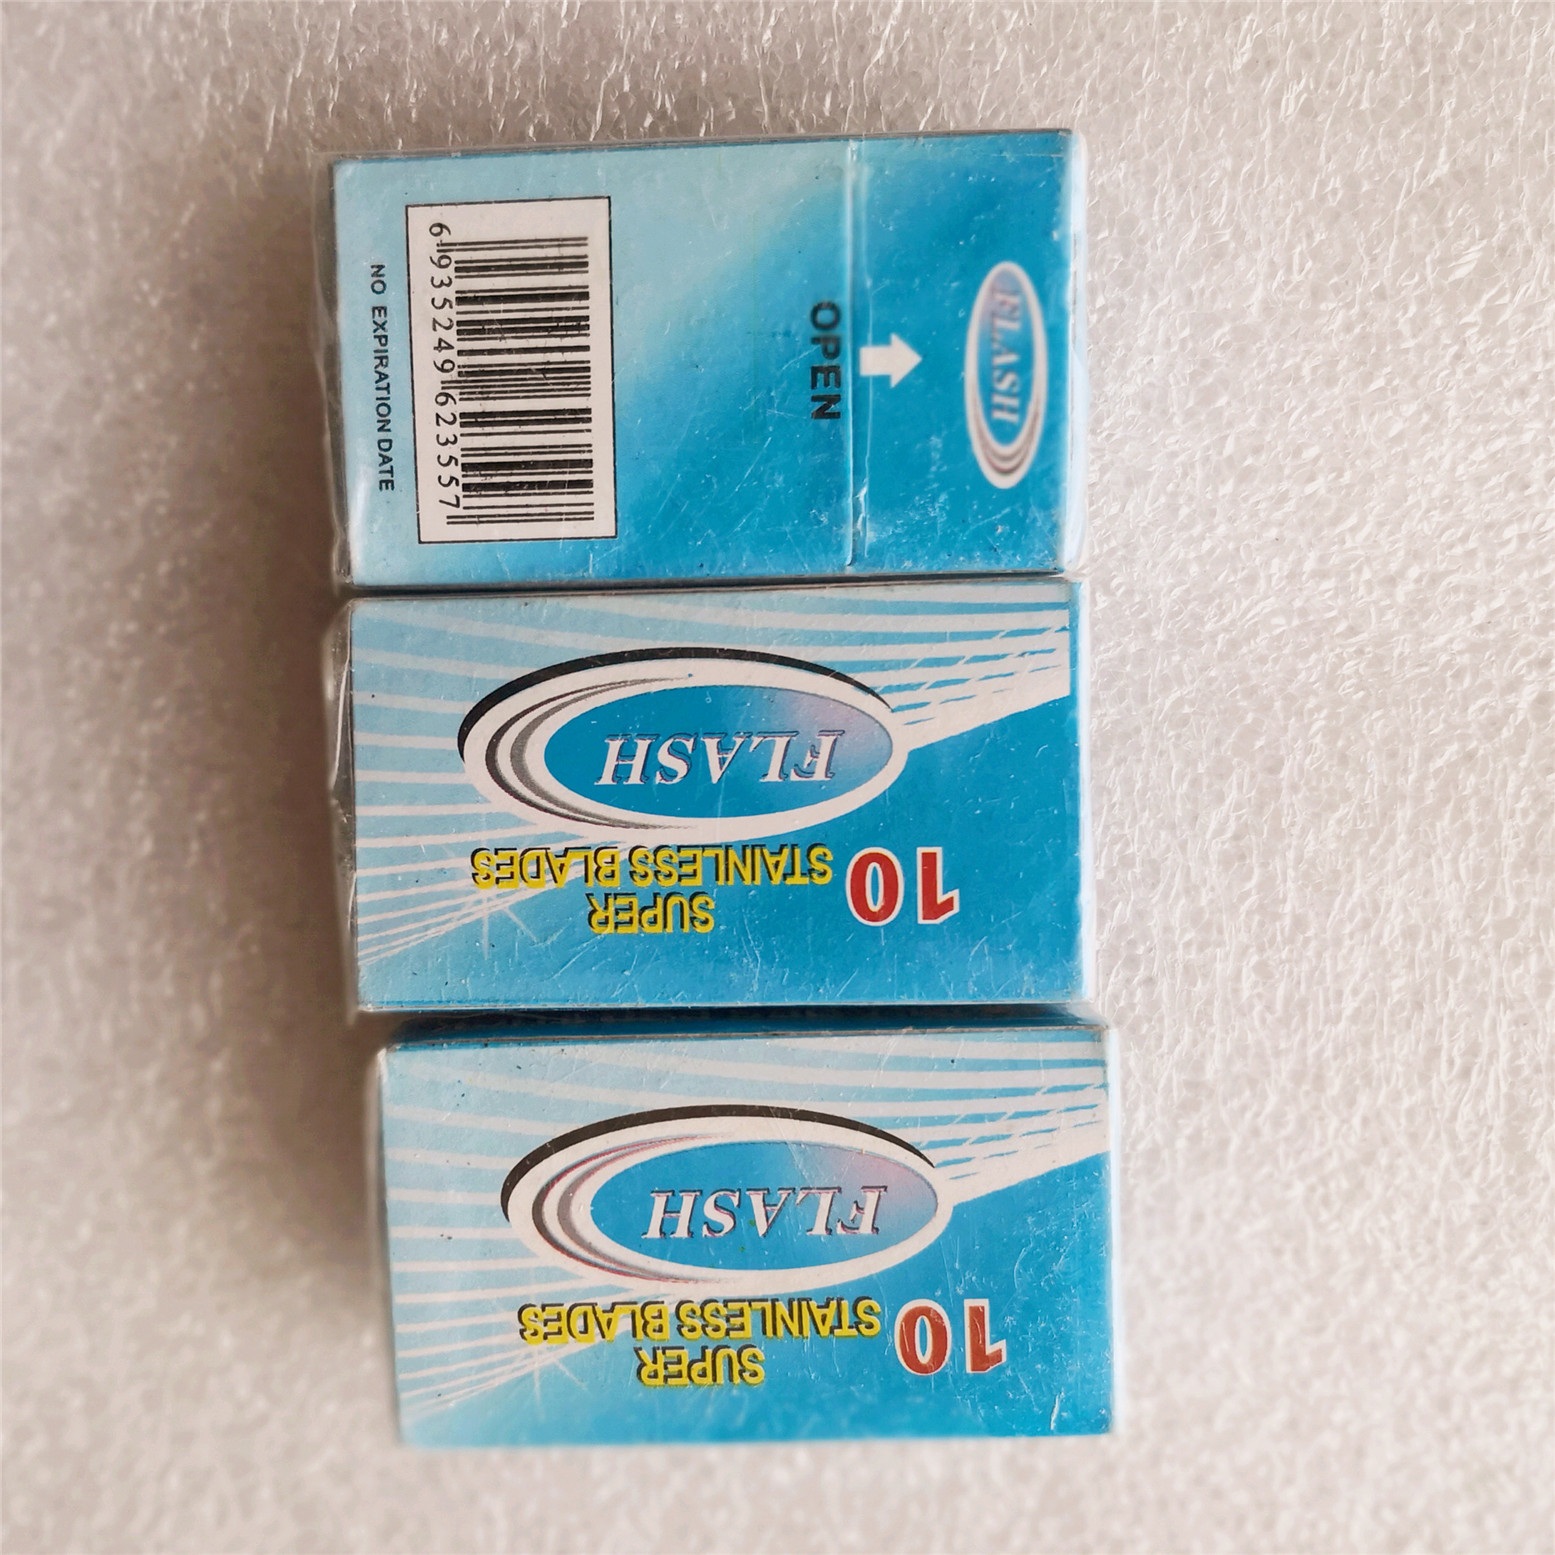 FLASH
OPEN
6 935249 623557
NO EXPIRATION DATE
FLASH
10
SUPER
STAINLESS BLADES
FLASH
10
SUPER
STAINLESS BLADES